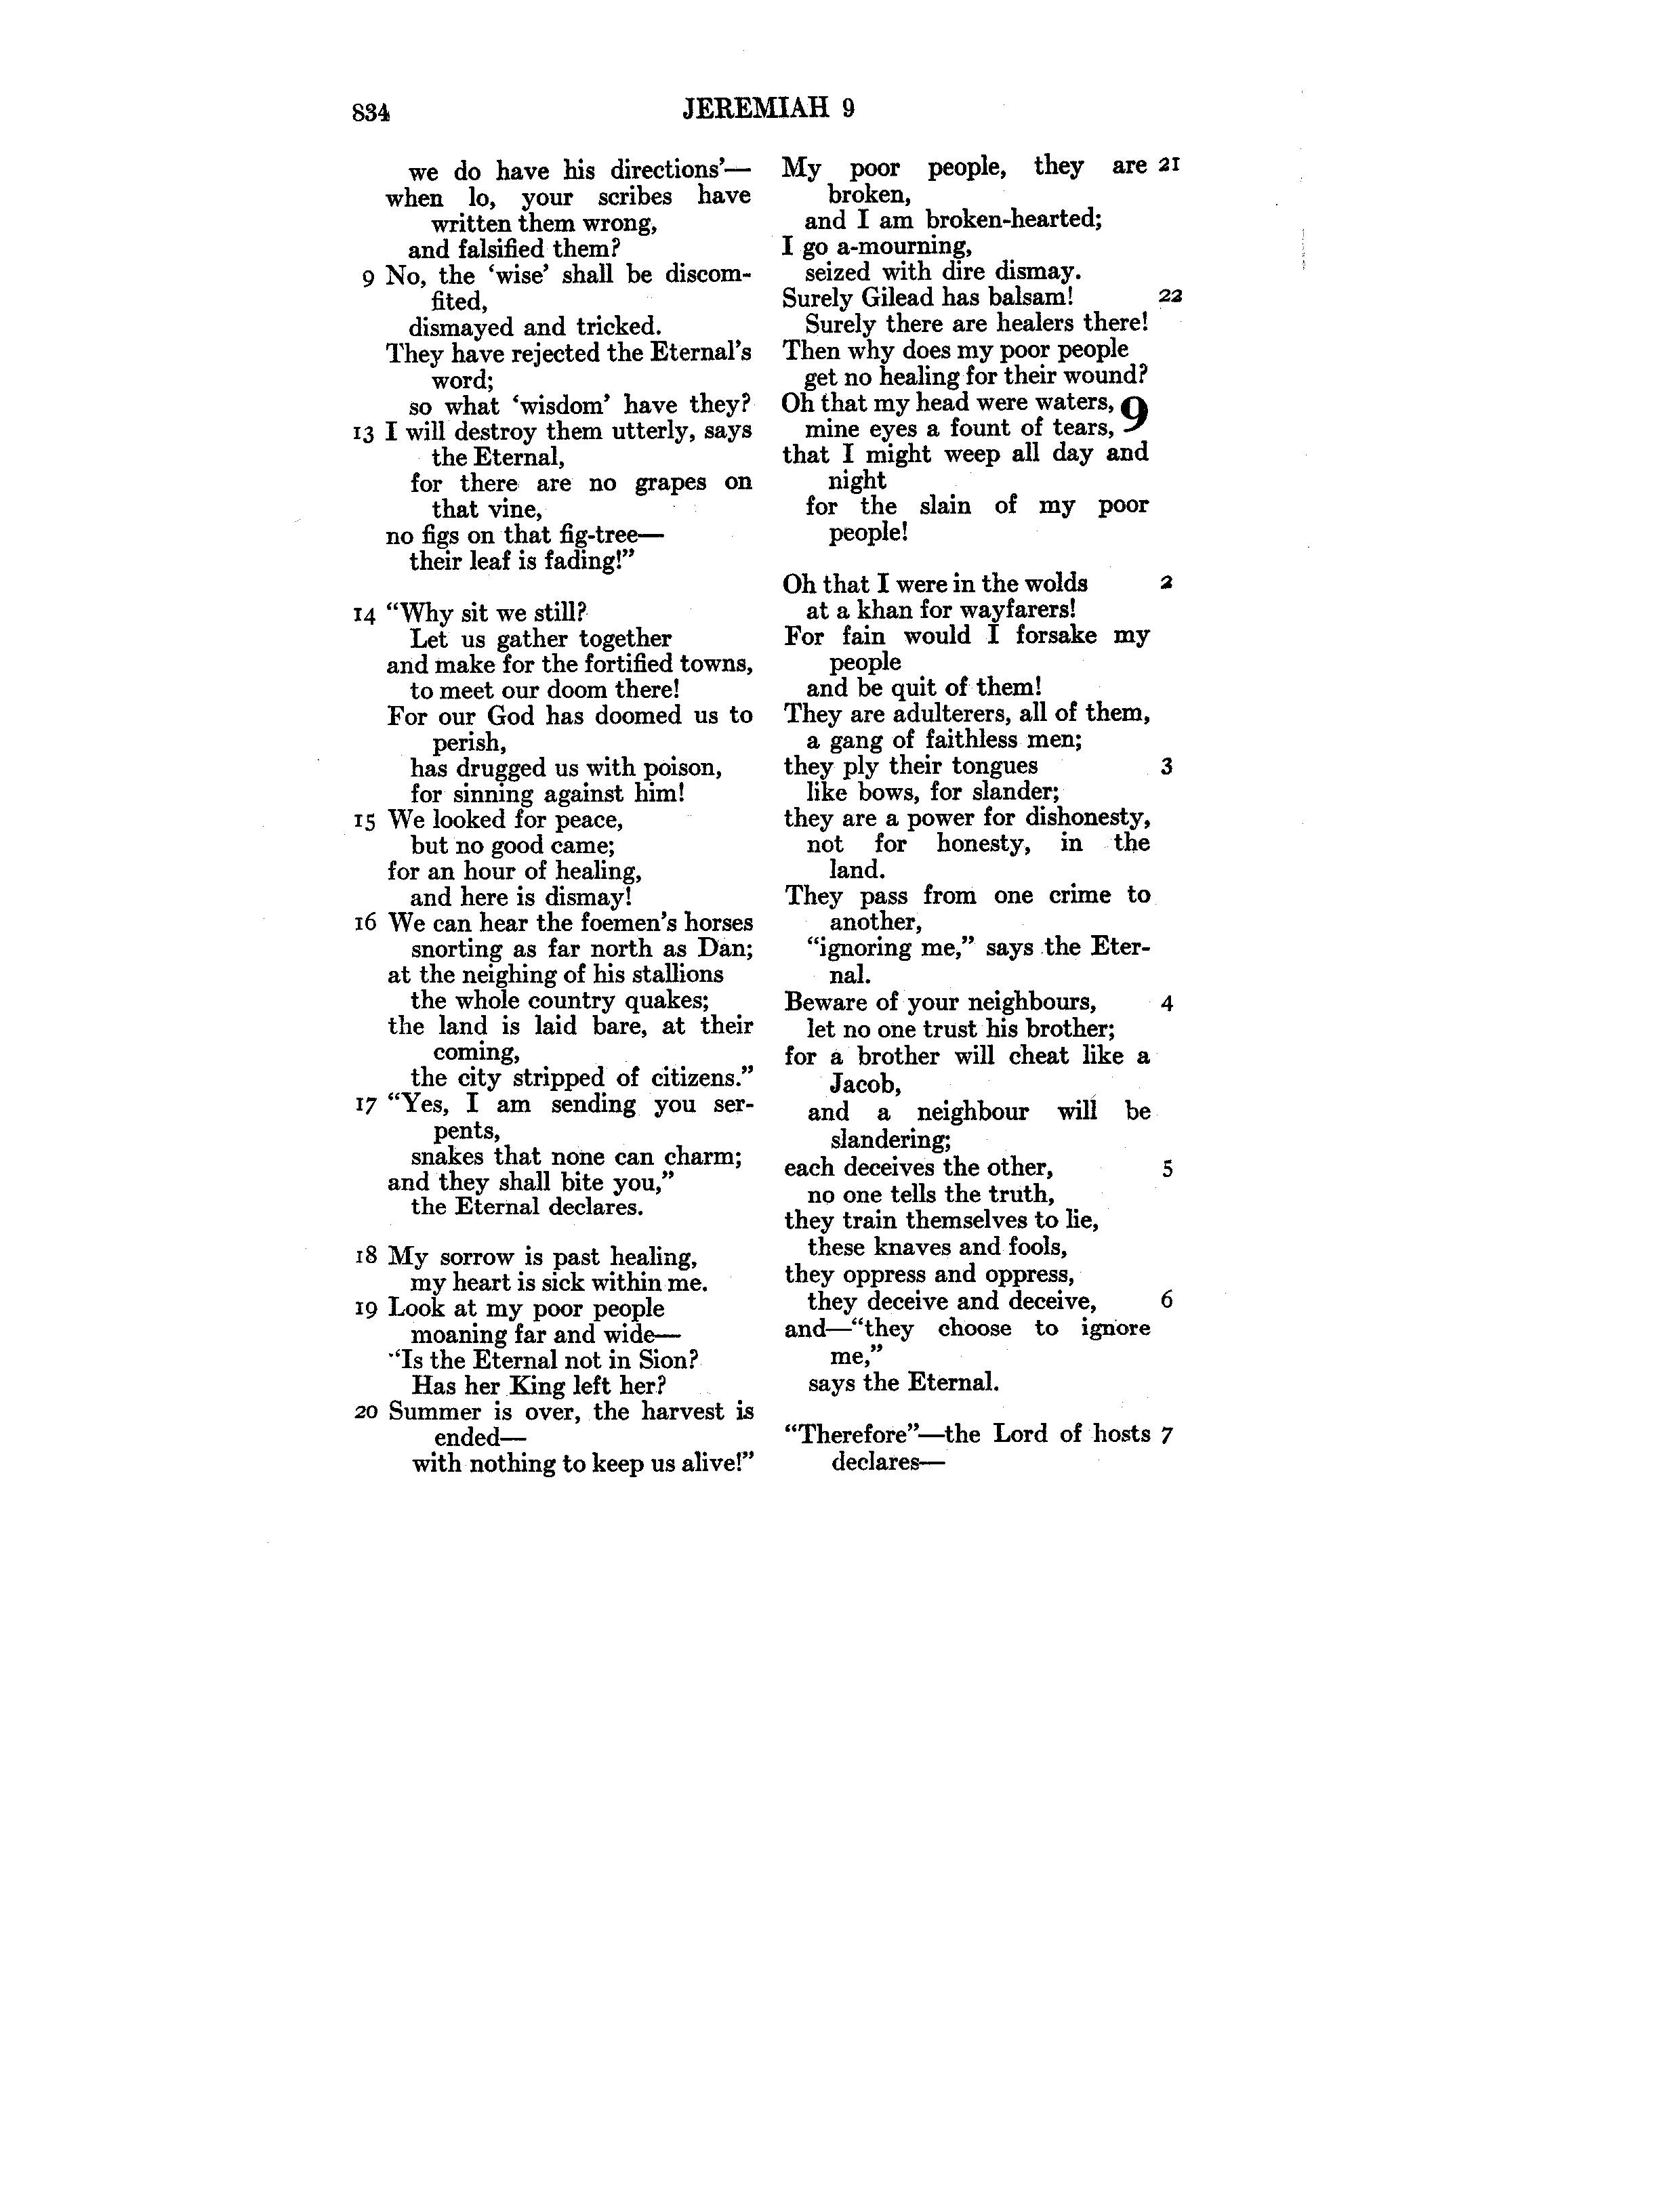 834
JEREMIAH 9
we do have his directions’—
when lo, your scribes have
written them wrong,
and falsified them?
9 No, the ‘wise’ shall be discom-
fited,
dismayed and tricked.
They have rejected the Eternal’s
word;
so what ‘wisdom’ have they?
13 I will destroy them utterly, says
the Eternal,
for there are no grapes on
that vine,
no figs on that fig-tree—
their leaf is fading!”
14 “Why sit we still?
Let us gather together
and make for the fortified towns,
to meet our doom there!
For our God has doomed us to
perish,
has drugged us with poison,
for sinning against him!
15 We looked for peace,
but no good came;
for an hour of healing,
and here is dismay!
16 We can hear the foemen’s horses
snorting as far north as Dan;
at the neighing of his stallions
the whole country quakes;
the land is laid bare, at their
coming,
the city stripped of citizens.”
17 “Yes, I am sending you ser-
pents,
snakes that none can charm;
and they shall bite you,”
the Eternal declares.
18 My sorrow is past healing,
my heart is sick within me.
19 Look at my poor people
moaning far and wide—
“Is the Eternal not in Sion?
Has her King left her?
20 Summer is over, the harvest is
ended—
with nothing to keep us alive!”
My poor people, they are 21
broken,
and I am broken-hearted;
I go a-mourning,
seized with dire dismay.
Surely Gilead has balsam! 22
Surely there are healers there!
Then why does my poor people
get no healing for their wound?
Oh that my head were waters, 9
mine eyes a fount of tears,
that I might weep all day and
night
for the slain of my poor
people!
Oh that I were in the wolds 2
at a khan for wayfarers!
For fain would I forsake my
people
and be quit of them!
They are adulterers, all of them,
a gang of faithless men;
they ply their tongues 3
like bows, for slander;
they are a power for dishonesty,
not for honesty, in the
land.
They pass from one crime to
another,
“ignoring me,” says the Eter-
nal.
Beware of your neighbours, 4
let no one trust his brother;
for a brother will cheat like a
Jacob,
and a neighbour will be
slandering;
each deceives the other, 5
no one tells the truth,
they train themselves to lie,
these knaves and fools,
they oppress and oppress,
they deceive and deceive, 6
and—“they choose to ignore
me,”
says the Eternal.
“Therefore”—the Lord of hosts 7
declares—